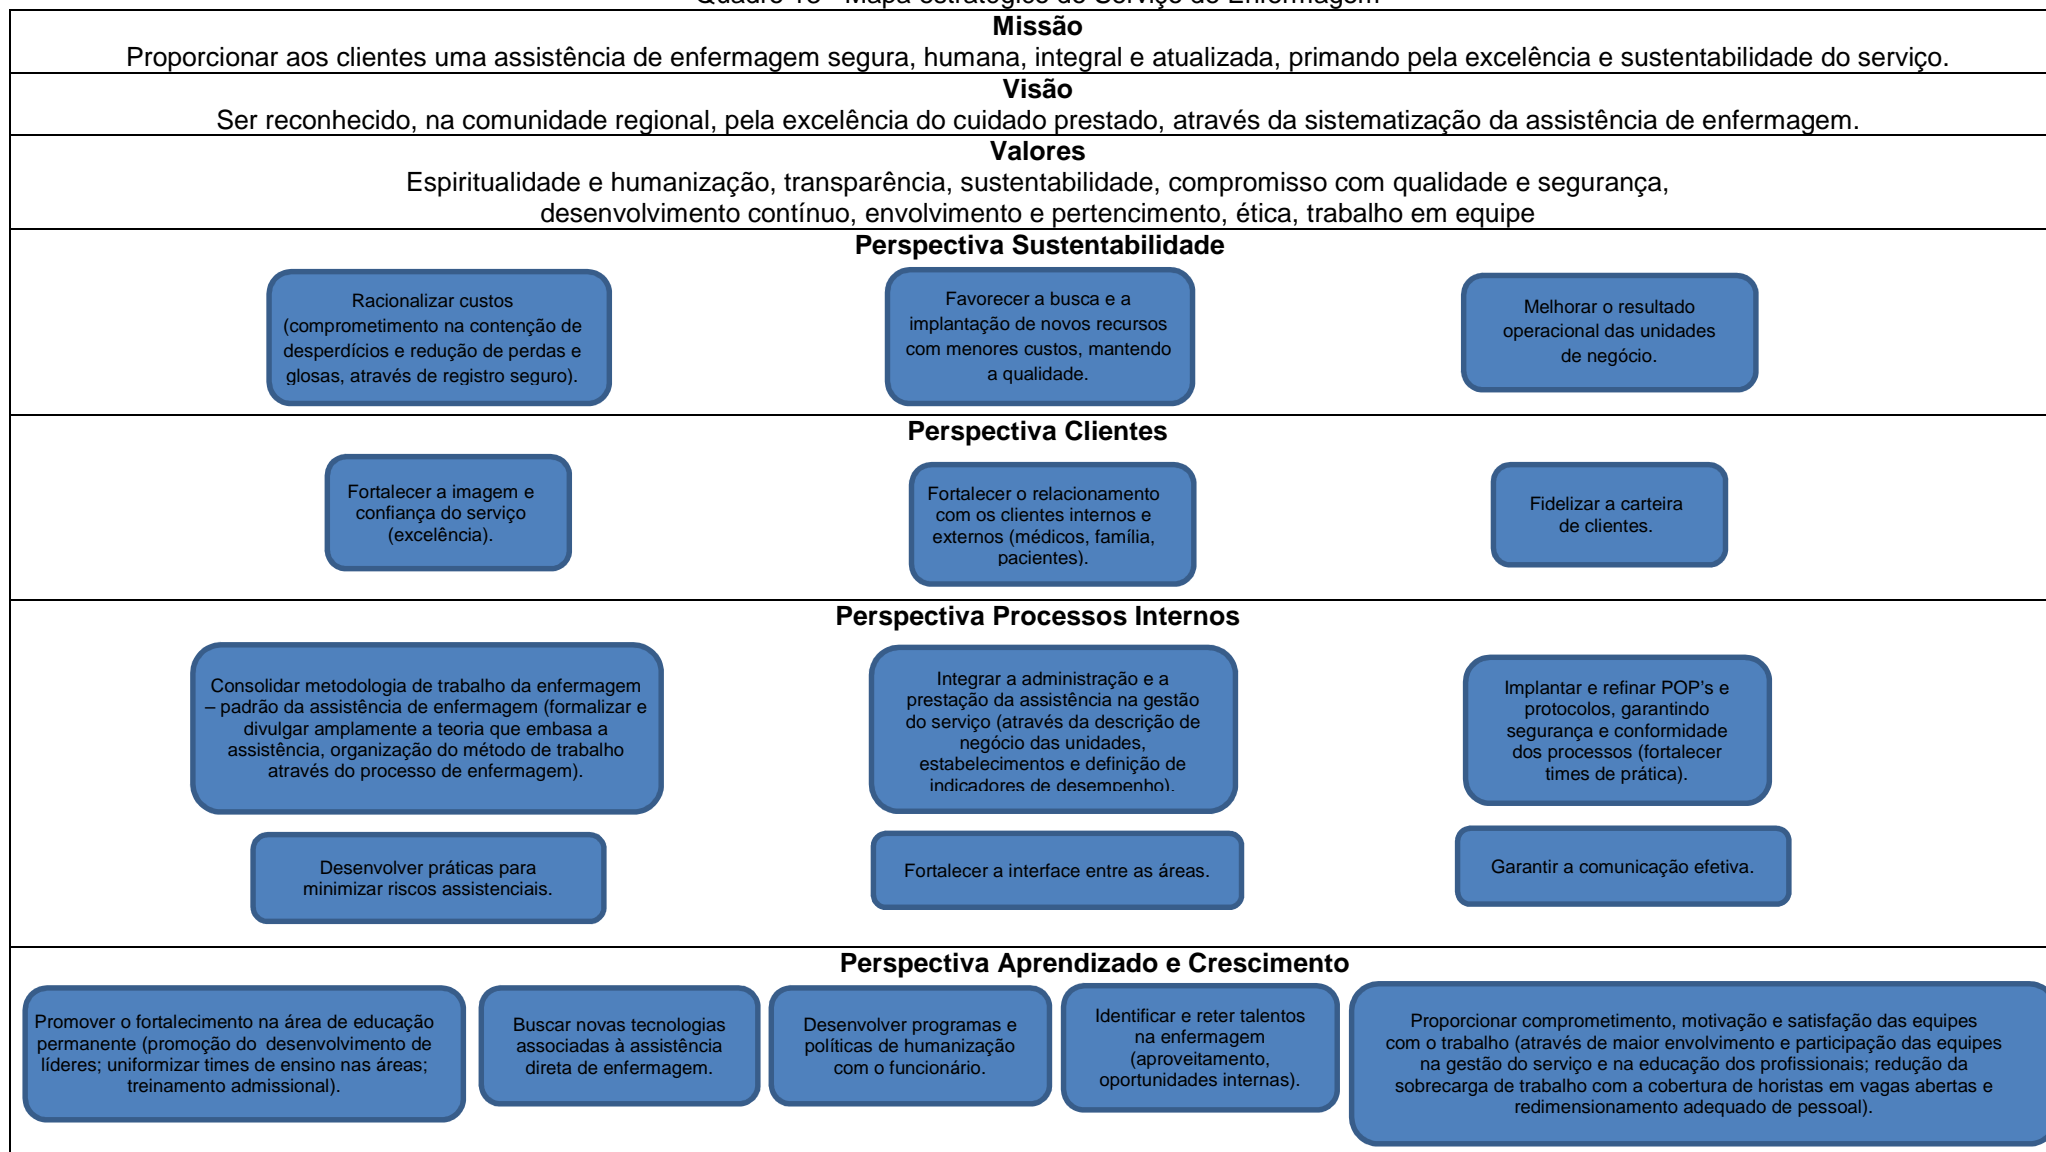 Missão
Proporcionar aos clientes uma assistência de enfermagem segura, humana, integral e atualizada, primando pela excelência e sustentabilidade do serviço.
Visão
Ser reconhecido, na comunidade regional, pela excelência do cuidado prestado, através da sistematização da assistência de enfermagem.
Valores
Espiritualidade e humanização, transparência, sustentabilidade, compromisso com qualidade e segurança,
desenvolvimento contínuo, envolvimento e pertencimento, ética, trabalho em equipe
Perspectiva Sustentabilidade
Racionalizar custos
(comprometimento na contenção de
desperdícios e redução de perdas e
glosas, através de registro seguro).
Favorecer a busca e a
implantação de novos recursos
com menores custos, mantendo
a qualidade.
Melhorar o resultado
operacional das unidades
de negócio.
Perspectiva Clientes
Fortalecer a imagem e
confiança do serviço
(excelência).
Fortalecer o relacionamento
com os clientes internos e
externos (médicos, família,
pacientes).
Fidelizar a carteira
de clientes.
Perspectiva Processos Internos
Consolidar metodologia de trabalho da enfermagem
– padrão da assistência de enfermagem (formalizar e
divulgar amplamente a teoria que embasa a
assistência, organização do método de trabalho
através do processo de enfermagem).
Integrar a administração e a
prestação da assistência na gestão
do serviço (através da descrição de
negócio das unidades,
estabelecimentos e definição de
indicadores de desempenho).
Implantar e refinar POP’s e
protocolos, garantindo
segurança e conformidade
dos processos (fortalecer
times de prática).
Desenvolver práticas para
minimizar riscos assistenciais.
Fortalecer a interface entre as áreas.
Garantir a comunicação efetiva.
Perspectiva Aprendizado e Crescimento
Promover o fortalecimento na área de educação
permanente (promoção do desenvolvimento de
líderes; uniformizar times de ensino nas áreas;
treinamento admissional).
Buscar novas tecnologias
associadas à assistência
direta de enfermagem.
Desenvolver programas e
políticas de humanização
com o funcionário.
Identificar e reter talentos
na enfermagem
(aproveitamento,
oportunidades internas).
Proporcionar comprometimento, motivação e satisfação das equipes
com o trabalho (através de maior envolvimento e participação das equipes
na gestão do serviço e na educação dos profissionais; redução da
sobrecarga de trabalho com a cobertura de horistas em vagas abertas e
redimensionamento adequado de pessoal).